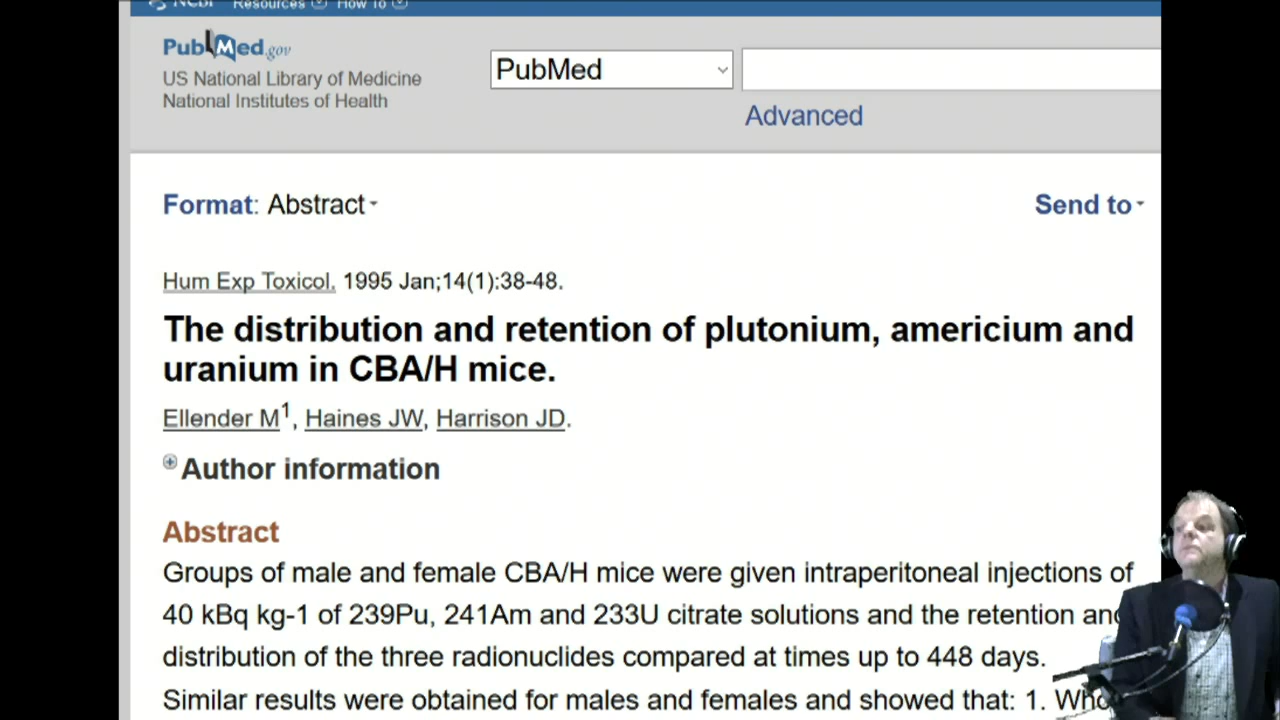 NCBI Resources How To
PubMed.gov
US National Library of Medicine
National Institutes of Health
PubMed
Advanced
Format: Abstract
Send to
Hum Exp Toxicol. 1995 Jan;14(1):38-48.
The distribution and retention of plutonium, americium and
uranium in CBA/H mice.
Ellender M1, Haines JW, Harrison JD.
Author information
Abstract
Groups of male and female CBA/H mice were given intraperitoneal injections of
40 kBq kg-1 of 239Pu, 241Am and 233U citrate solutions and the retention and
distribution of the three radionuclides compared at times up to 448 days.
Similar results were obtained for males and females and showed that: 1.